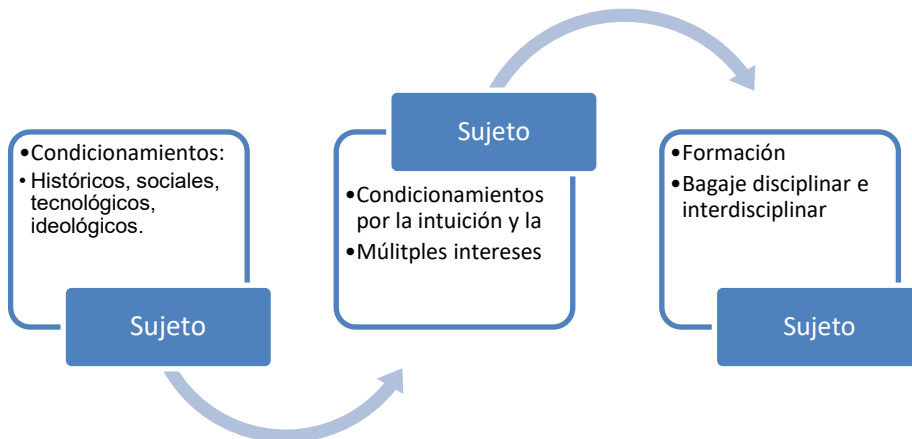 •Condicionamientos:
• Históricos, sociales,
tecnológicos,
ideológicos.
Sujeto
Sujeto
•Condicionamientos
por la intuición y la
•Múlitples intereses
•Formación
•Bagaje disciplinar e
interdisciplinar
Sujeto